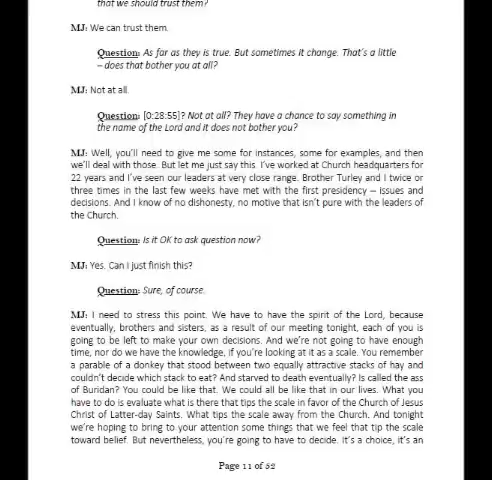 that we should trust them?
MJ: We can trust them.
Question: As far as they is true. But sometimes it change. That's a little
– does that bother you at all?
MJ: Not at all.
Question: [0:28:55]? Not at all? They have a chance to say something in
the name of the Lord and it does not bother you?
MJ: Well, you'll need to give me some for instances, some for examples, and then
we'll deal with those. But let me just say this. I've worked at Church headquarters for
22 years and I've seen our leaders at very close range. Brother Turley and I twice or
three times in the last few weeks have met with the first presidency – issues and
decisions. And I know of no dishonesty, no motive that isn't pure with the leaders of
the Church.
Question: Is it OK to ask question now?
MJ: Yes. Can I just finish this?
Question: Sure, of course.
MJ: I need to stress this point. We have to have the spirit of the Lord, because
eventually, brothers and sisters, as a result of our meeting tonight, each of you is
going to be left to make your own decisions. And we're not going to have enough
time, nor do we have the knowledge, if you're looking at it as a scale. You remember
a parable of a donkey that stood between two equally attractive stacks of hay and
couldn't decide which stack to eat? And starved to death eventually? Is called the ass
of Buridan? You could be like that. We could all be like that in our lives. What you
have to do is evaluate what is there that tips the scale in favor of the Church of Jesus
Christ of Latter-day Saints. What tips the scale away from the Church. And tonight
we're hoping to bring to your attention some things that we feel that tip the scale
toward belief. But nevertheless, you're going to have to decide. It's a choice, it's an
Page 11 of 52